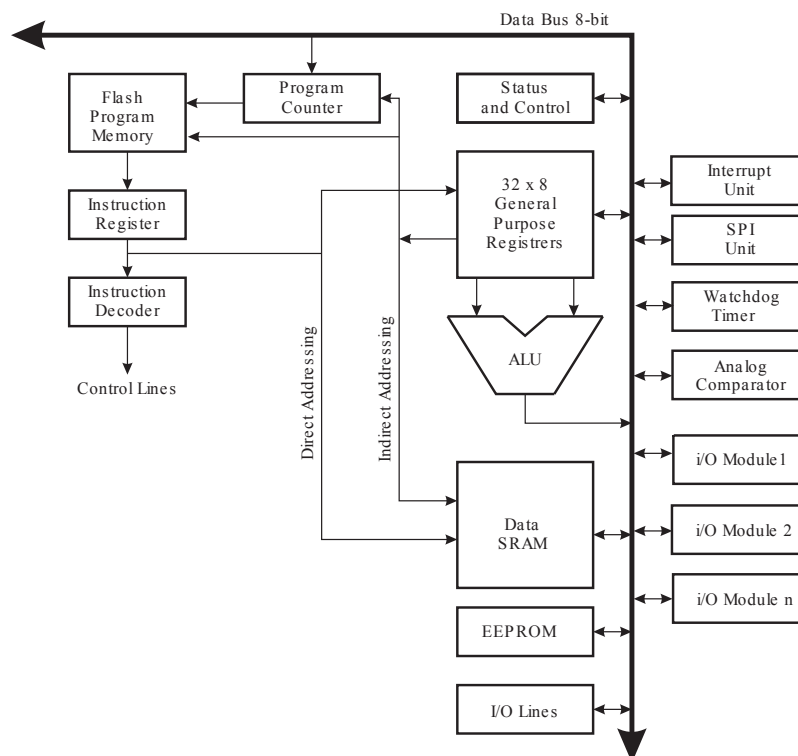 Data Bus 8-bit
Flash
Program
Memory
Program
Counter
Status
and Control
Instruction
Register
32 x 8
General
Purpose
Registrers
Interrupt
Unit
SPI
Unit
Instruction
Decoder
Watchdog
Timer
ALU
Analog
Comparator
Control Lines
Direct Addressing
Indirect Addressing
i/O Module1
Data
SRAM
i/O Module 2
i/O Module n
EEPROM
I/O Lines